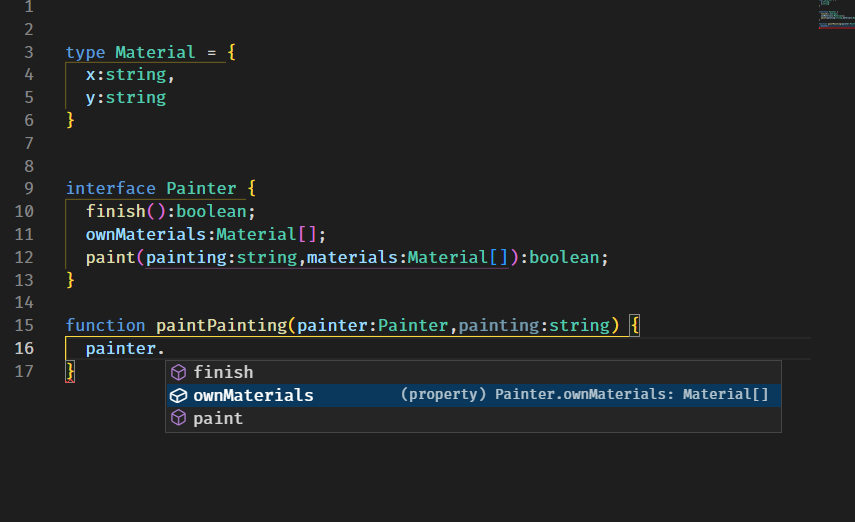 1
2
3 type Material = {
4 x:string,
5 y:string
6 }
7
8
9 interface Painter {
10 finish():boolean;
11 ownMaterials:Material[];
12 paint(painting:string,materials:Material[]):boolean;
13 }
14
15 function paintPainting(painter:Painter,painting:string) {
16 painter.
17 }
finish
ownMaterials (property) Painter.ownMaterials: Material[]
paint